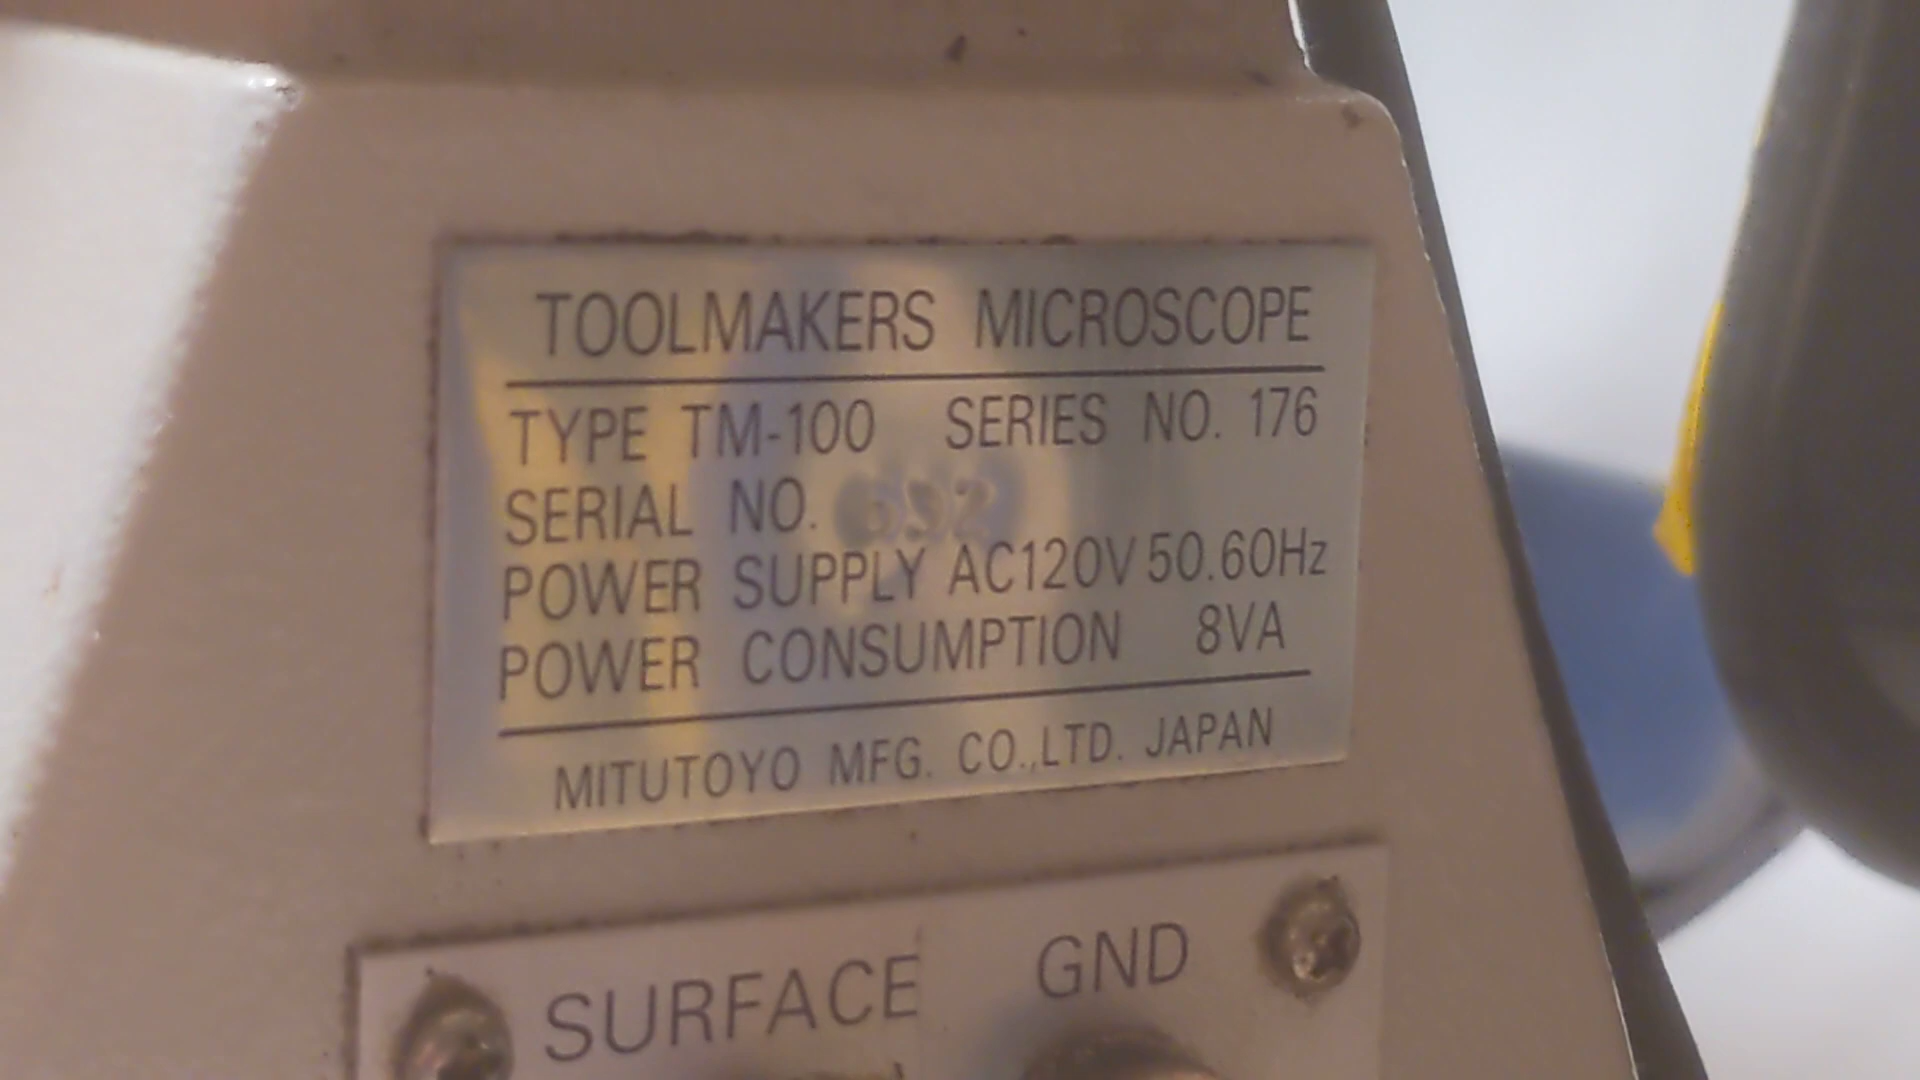 TOOLMAKERS MICROSCOPE
TYPE TM-100 SERIES NO. 176
SERIAL NO.
POWER SUPPLY AC120V 50.60Hz
POWER CONSUMPTION 8VA
MITUTOYO MFG. CO.,LTD. JAPAN
SURFACE GND